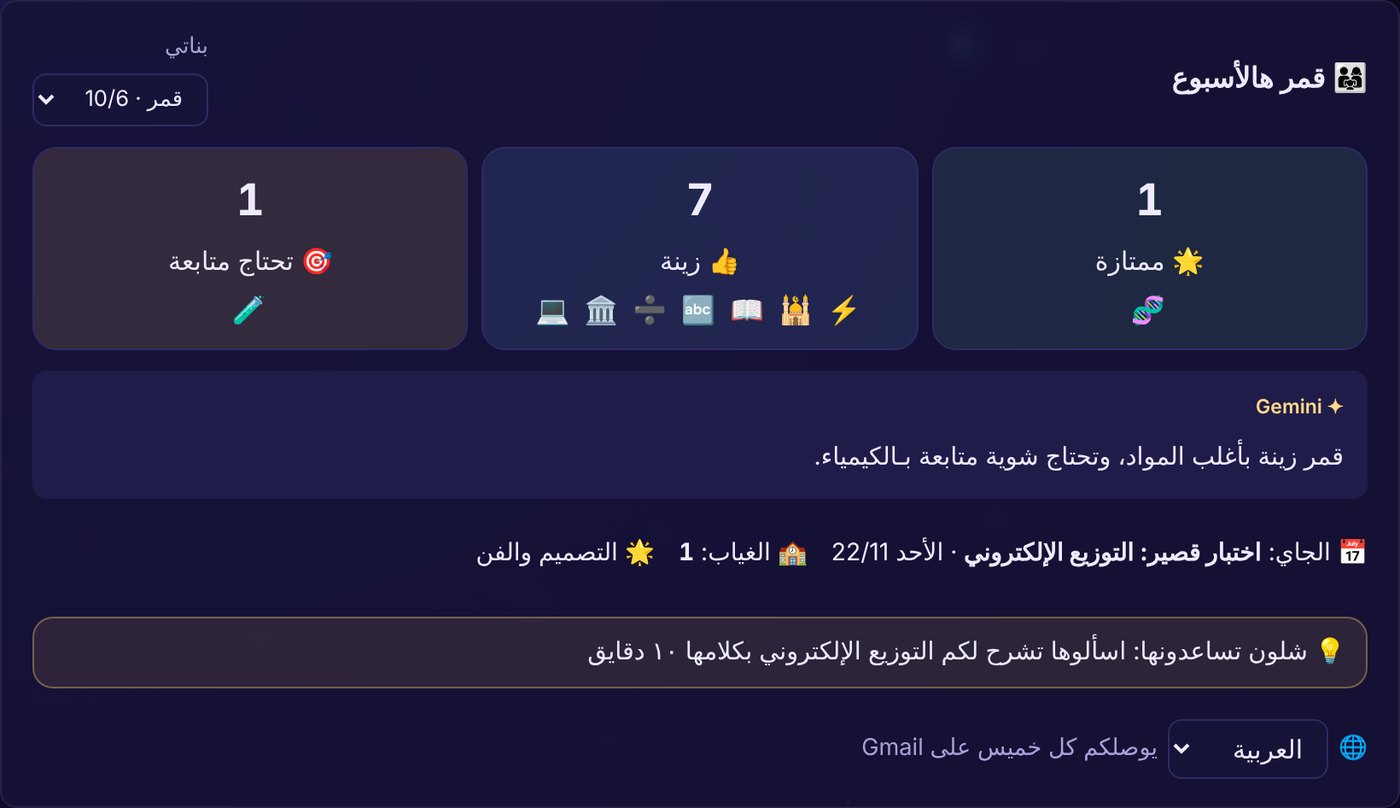 👨‍👩‍👧 قمر هالأسبوع
بناتي
قمر · 10/6
1
🌟 ممتازة
🧬
7
👍 زينة
⚡ 🕌 📖 🔤 ➗ 🏛️ 💻
1
🎯 تحتاج متابعة
🧪
✦ Gemini
قمر زينة بأغلب المواد، وتحتاج شوية متابعة بـالكيمياء.
📅 الجاي: اختبار قصير: التوزيع الإلكتروني · الأحد 22/11 🏫 الغياب: 1 🌟 التصميم والفن
💡 شلون تساعدونها: اسألوها تشرح لكم التوزيع الإلكتروني بكلامها ١٠ دقايق
🌐 العربية يوصلكم كل خميس على Gmail